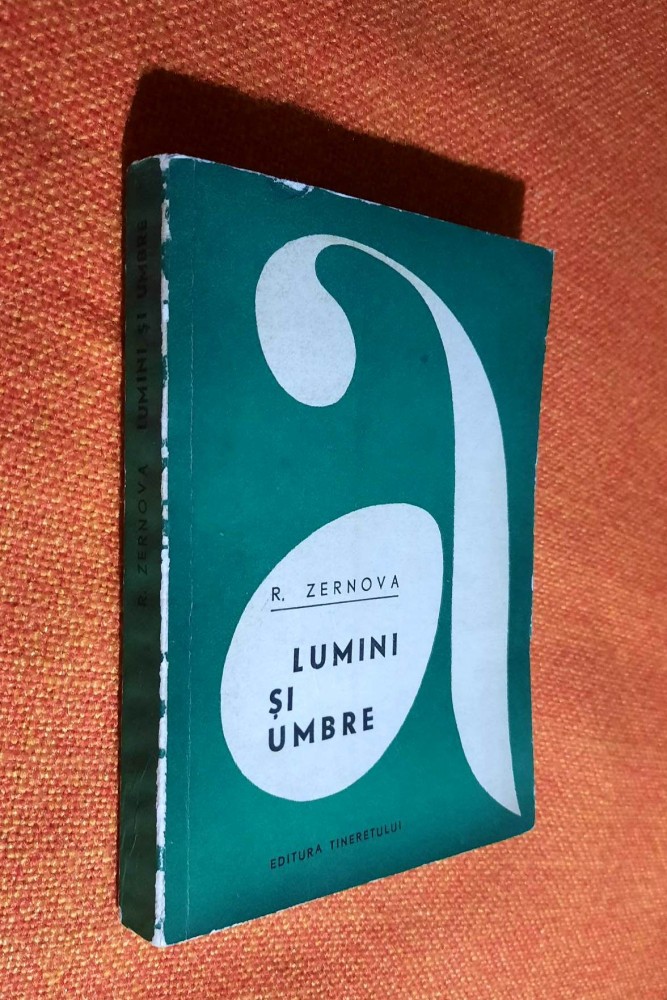 R. ZERNOVA LUMINI ȘI UMBRE
a
R. ZERNOVA
LUMINI
ȘI
UMBRE
EDITURA TINERETULUI